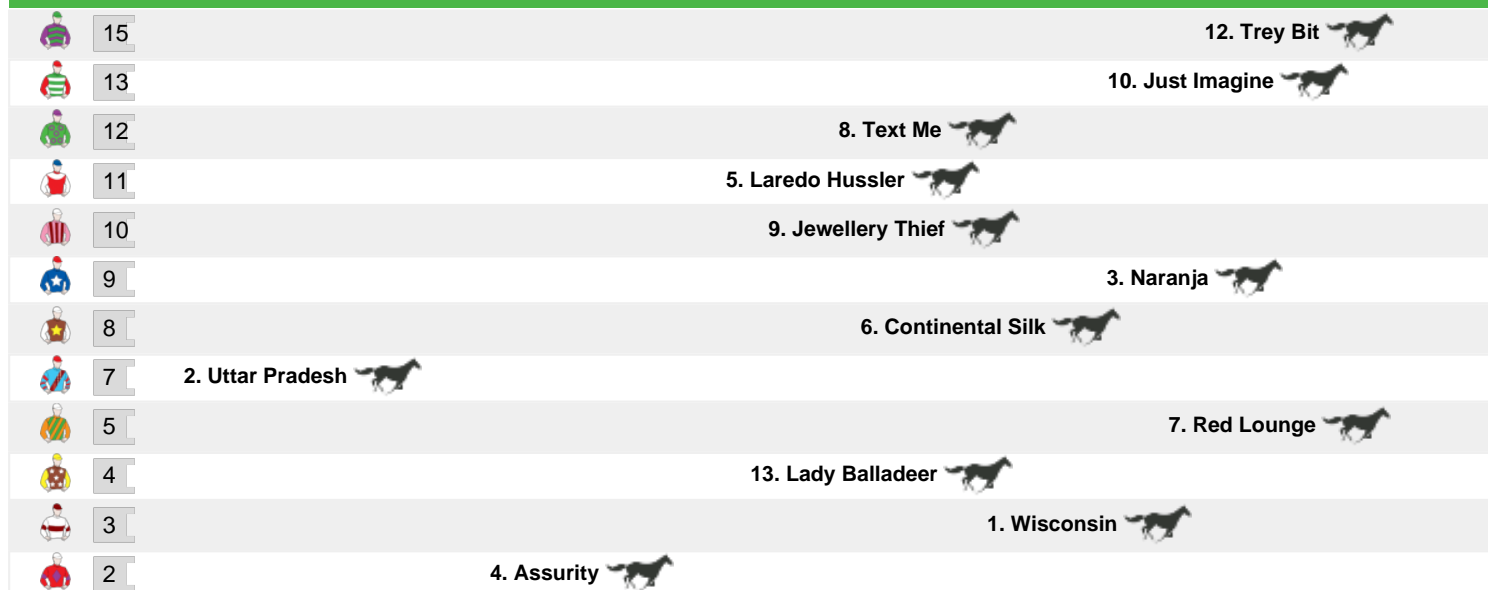 15 12. Trey Bit
13 10. Just Imagine
12 8. Text Me
11 5. Laredo Hussler
10 9. Jewellery Thief
9 3. Naranja
8 6. Continental Silk
7 2. Uttar Pradesh
5 7. Red Lounge
4 13. Lady Balladeer
3 1. Wisconsin
2 4. Assurity